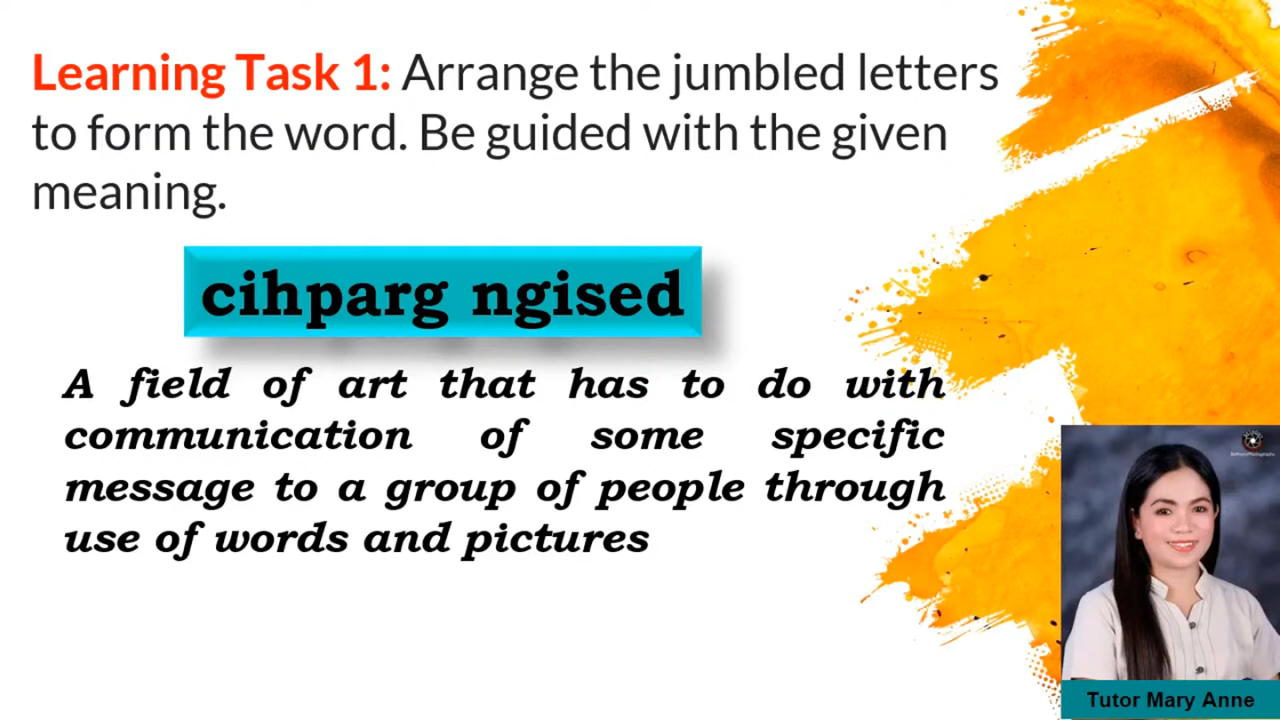 Learning Task 1: Arrange the jumbled letters
to form the word. Be guided with the given
meaning.
cihparg ngised
A field of art that has to do with
communication of some specific
message to a group of people through
use of words and pictures
Tutor Mary Anne